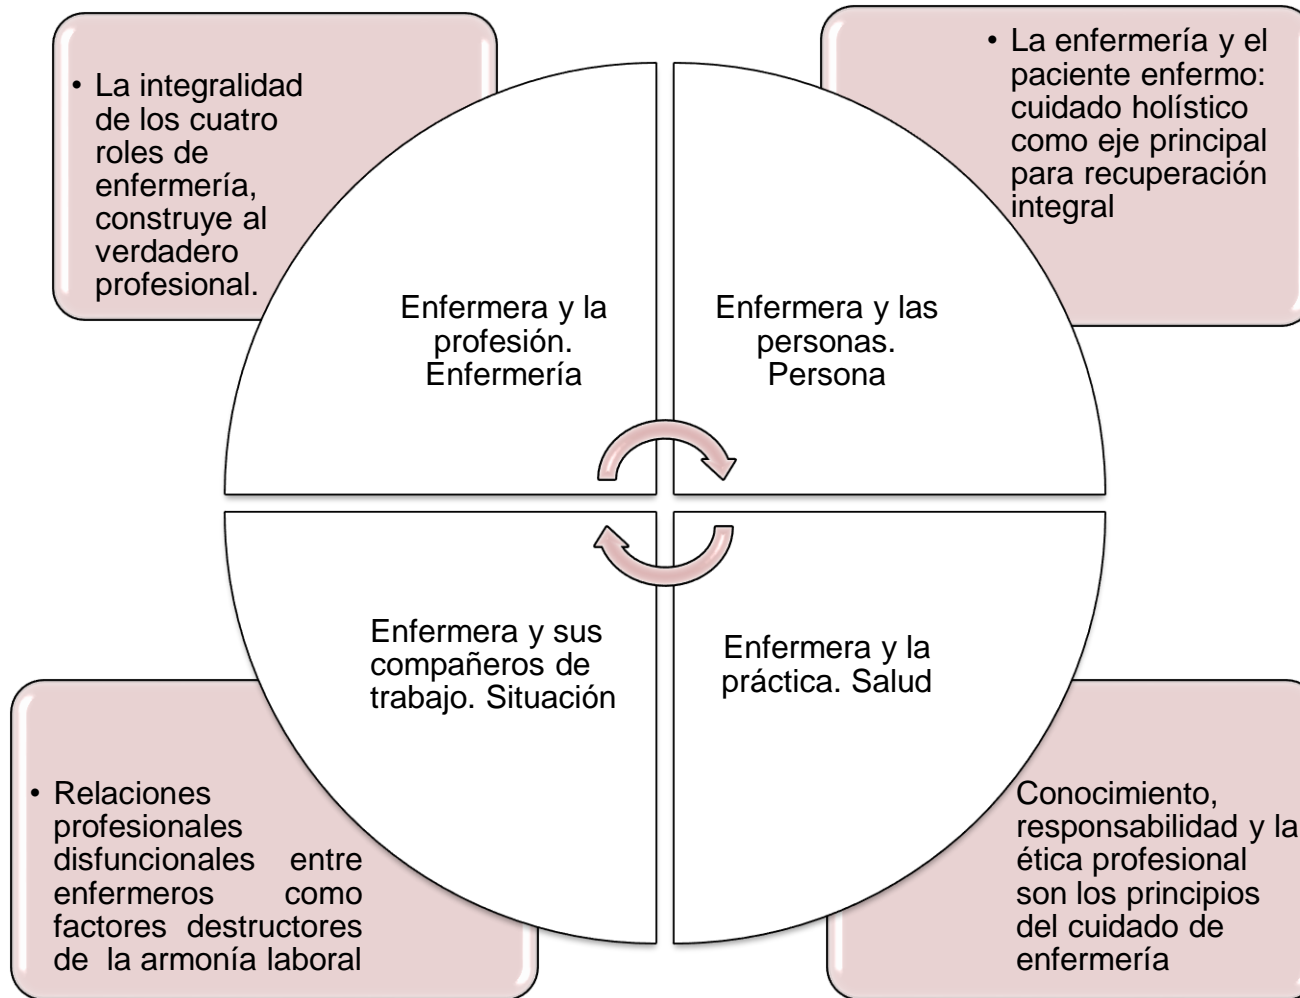 • La integralidad
de los cuatro
roles de
enfermería,
construye al
verdadero
profesional.
• La enfermería y el
paciente enfermo:
cuidado holístico
como eje principal
para recuperación
integral
Enfermera y la
profesión.
Enfermería
Enfermera y las
personas.
Persona
Enfermera y sus
compañeros de
trabajo. Situación
Enfermera y la
práctica. Salud
• Relaciones
profesionales
disfuncionales entre
enfermeros como
factores destructores
de la armonía laboral
Conocimiento,
responsabilidad y la
ética profesional
son los principios
del cuidado de
enfermería